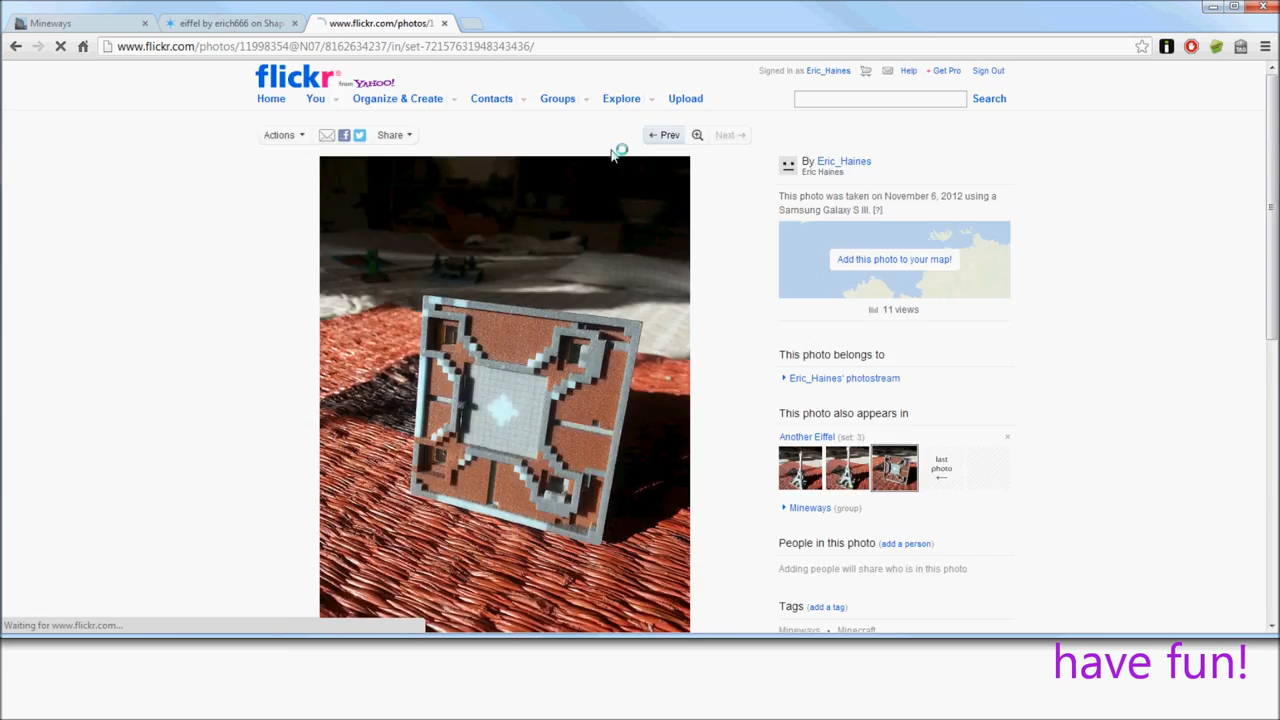 Mineways
eiffel by erich666 on Shap
www.flickr.com/photos/1
www.flickr.com/photos/11998354@N07/8162634237/in/set-72157631948343436/
flickr from YAHOO!
Signed in as Eric_Haines Help + Get Pro Sign Out
Home You Organize & Create Contacts Groups Explore Upload Search
Actions Share ← Prev Next →
By Eric_Haines
Eric Haines
This photo was taken on November 6, 2012 using a
Samsung Galaxy S III. [?]
Add this photo to your map!
11 views
This photo belongs to
Eric_Haines' photostream
This photo also appears in
Another Eiffel (set: 3) ×
last
photo
←
Mineways (group)
People in this photo (add a person)
Adding people will share who is in this photo
Tags (add a tag)
Mineways • Minecraft
Waiting for www.flickr.com...
have fun!